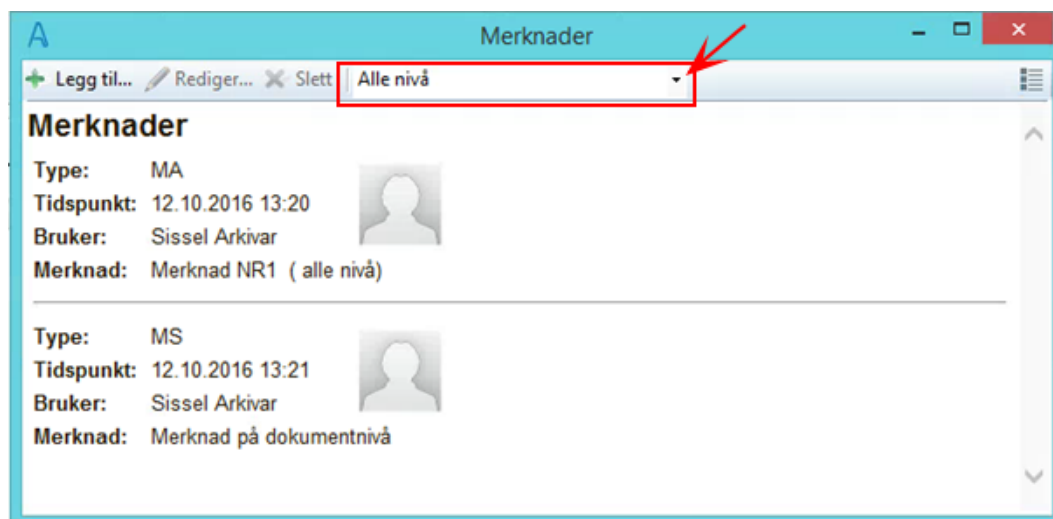 Merknader
Legg til... Rediger... Slett Alle nivå
Merknader
Type: MA
Tidspunkt: 12.10.2016 13:20
Bruker: Sissel Arkivar
Merknad: Merknad NR1 ( alle nivå)
Type: MS
Tidspunkt: 12.10.2016 13:21
Bruker: Sissel Arkivar
Merknad: Merknad på dokumentnivå